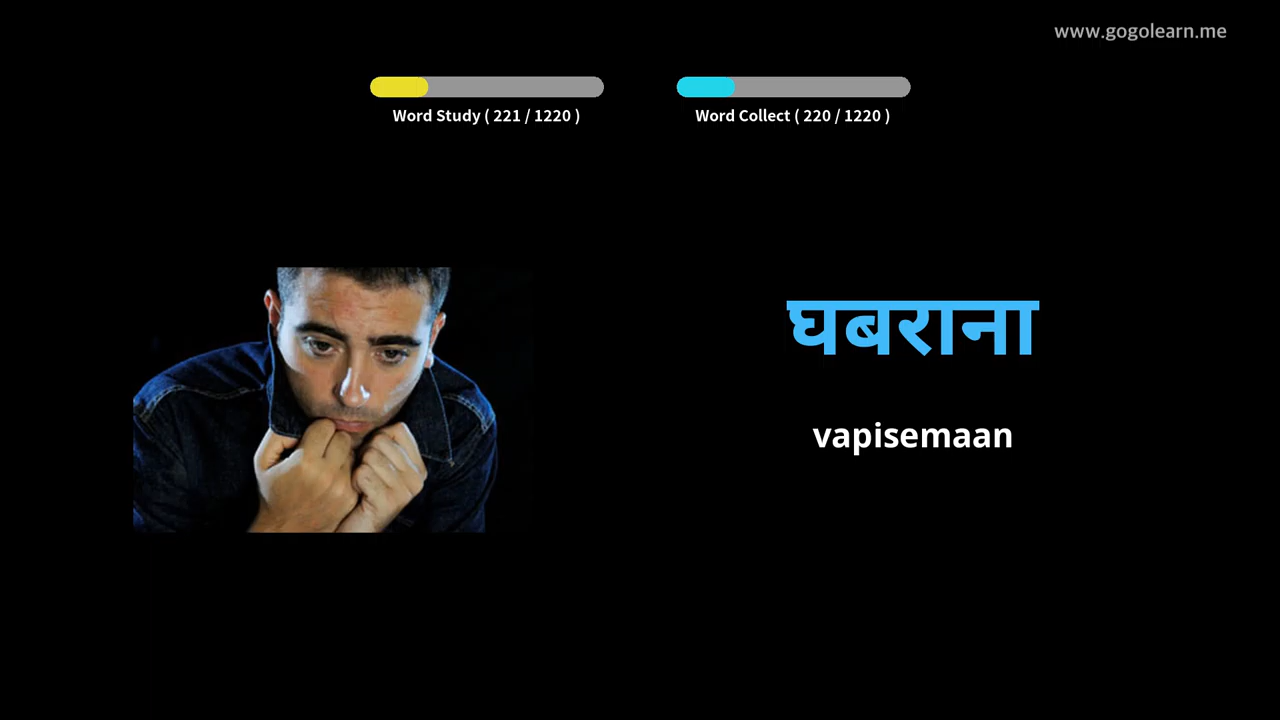 www.gogolearn.me
Word Study ( 221 / 1220 )
Word Collect ( 220 / 1220 )
घबराना
vapisemaan